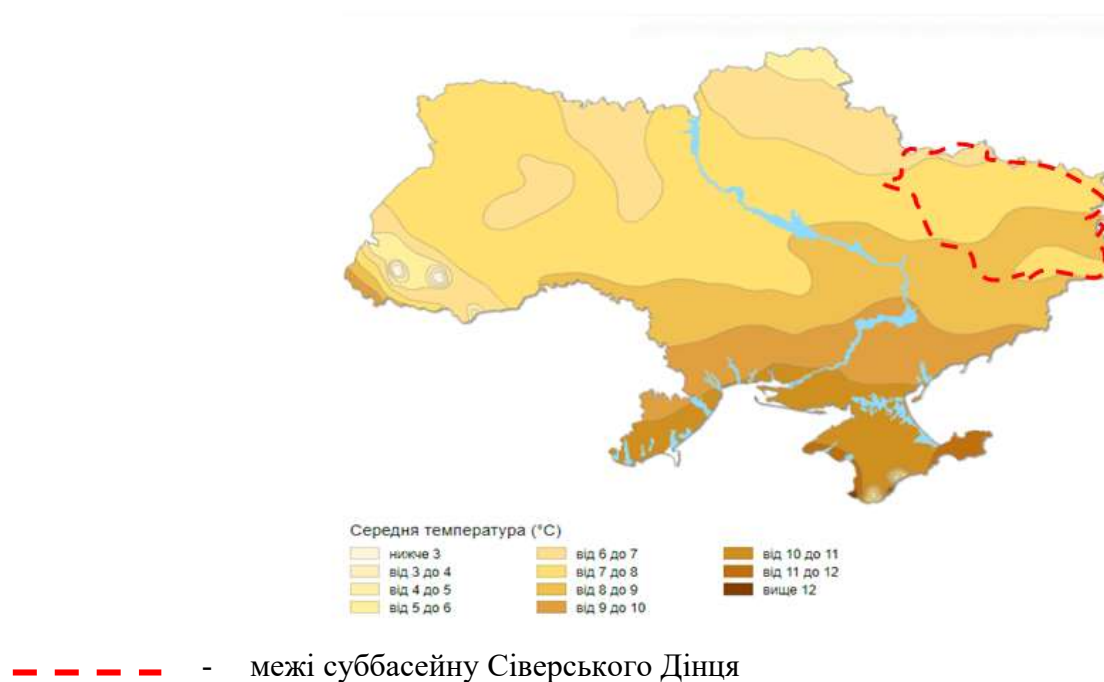 Середня температура (°C)
нижче 3
від 3 до 4
від 4 до 5
від 5 до 6
від 6 до 7
від 7 до 8
від 8 до 9
від 9 до 10
від 10 до 11
від 11 до 12
вище 12
- межі суббасейну Сіверського Дінця